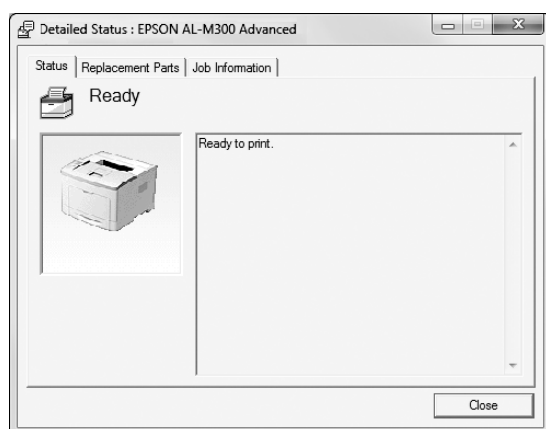 Detailed Status : EPSON AL-M300 Advanced
Status Replacement Parts Job Information
Ready
Ready to print.
Close